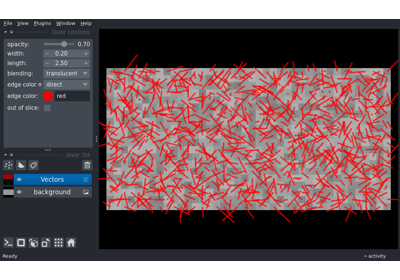 File View Plugins Window Help
layer controls
opacity: 0.70
width: 0.20
length: 2.50
blending: translucent
edge color m direct
edge color: red
out of slice:
layer list
Vectors
background
Ready
activity